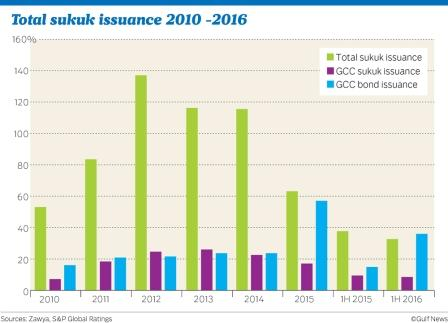 Total sukuk issuance 2010 -2016
160%
Total sukuk issuance
GCC sukuk issuance
GCC bond issuance
140
120
100
80
60
40
20
0
2010 2011 2012 2013 2014 2015 1H 2015 1H 2016
Sources: Zawya, S&P Global Ratings ©Gulf News